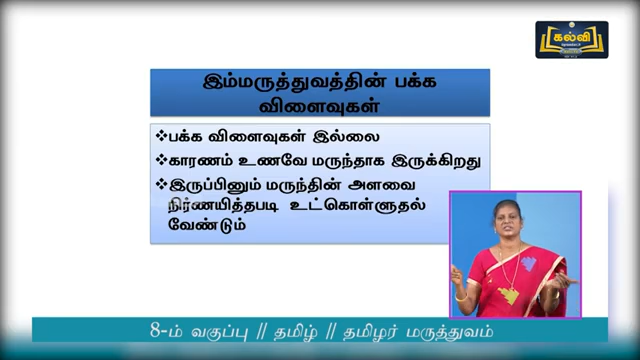 கல்வி
இம்மருத்துவத்தின் பக்க
விளைவுகள்
❖பக்க விளைவுகள் இல்லை
❖காரணம் உணவே மருந்தாக இருக்கிறது
❖இருப்பினும் மருந்தின் அளவை
நிர்ணயித்தபடி உட்கொள்ளுதல்
வேண்டும்
8-ம் வகுப்பு // தமிழ் // தமிழர் மருத்துவம்